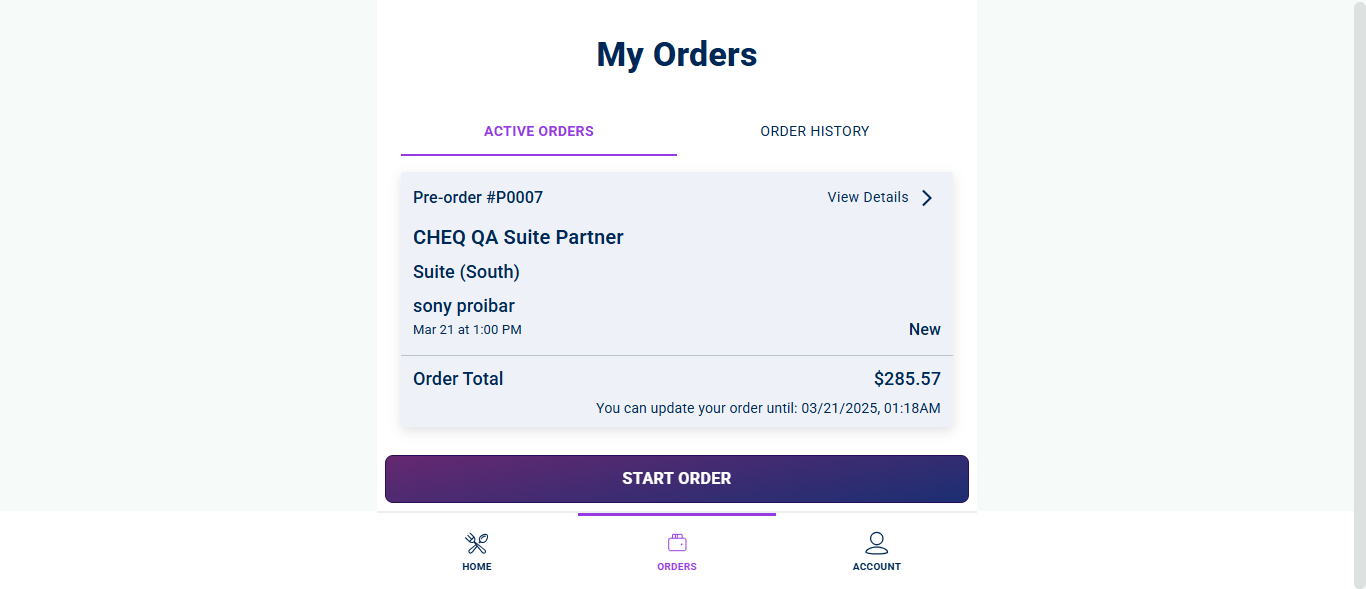 My Orders
ACTIVE ORDERS
ORDER HISTORY
Pre-order #P0007
View Details
CHEQ QA Suite Partner
Suite (South)
sony proibar
Mar 21 at 1:00 PM
New
Order Total
$285.57
You can update your order until: 03/21/2025, 01:18AM
START ORDER
HOME
ORDERS
ACCOUNT